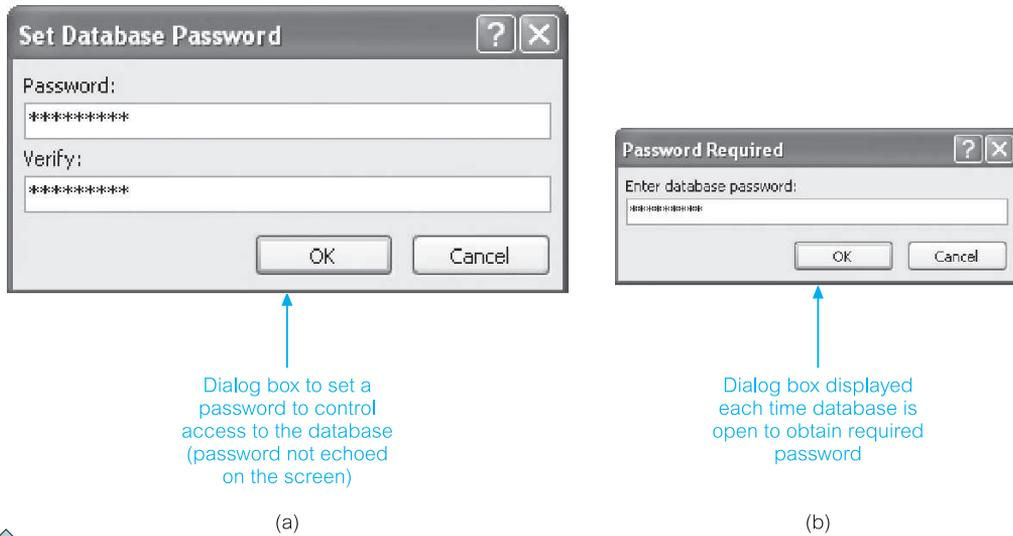 Set Database Password
Password:
*********
Verify:
*********
OK
Cancel
Dialog box to set a
password to control
access to the database
(password not echoed
on the screen)
(a)
Password Required
Enter database password:
**********
OK
Cancel
Dialog box displayed
each time database is
open to obtain required
password
(b)